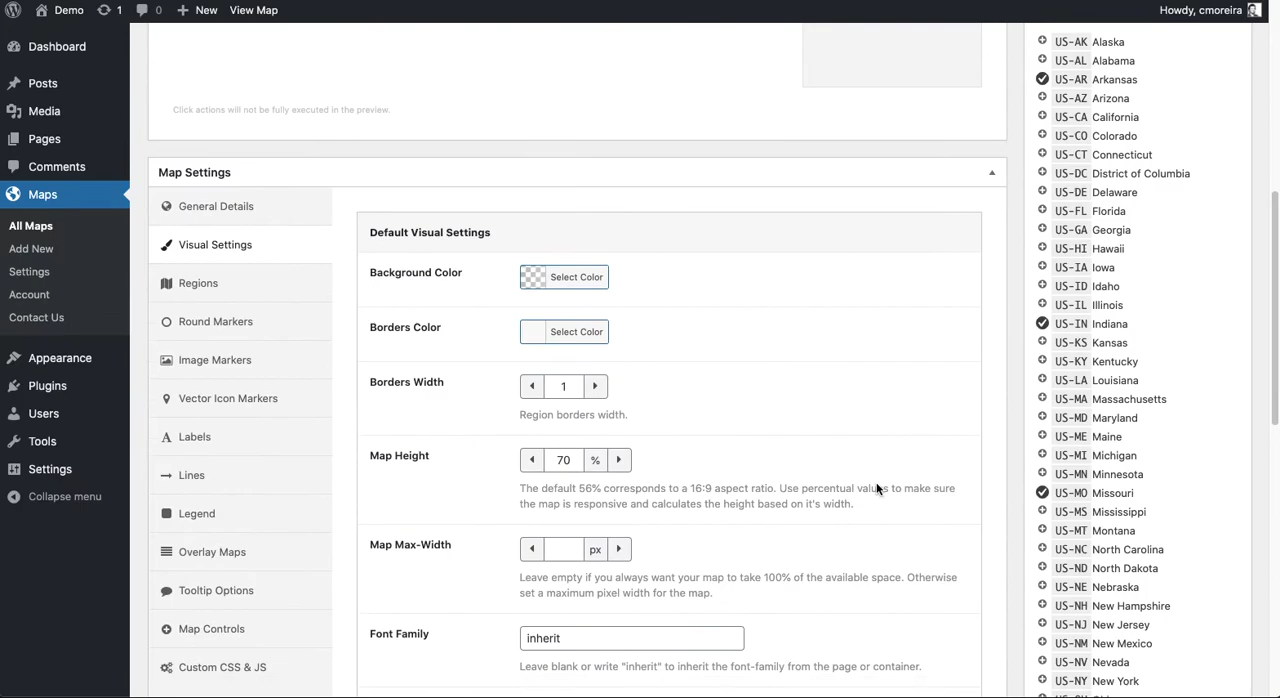 Demo 1 0 New View Map Howdy, cmoreira
Dashboard
Posts
Media
Pages
Comments
Maps
All Maps
Add New
Settings
Account
Contact Us
Appearance
Plugins
Users
Tools
Settings
Collapse menu
Click actions will not be fully executed in the preview.
Map Settings
General Details
Visual Settings
Regions
Round Markers
Image Markers
Vector Icon Markers
Labels
Lines
Legend
Overlay Maps
Tooltip Options
Map Controls
Custom CSS & JS
Default Visual Settings
Background Color
Select Color
Borders Color
Select Color
Borders Width
1
Region borders width.
Map Height
70 %
The default 56% corresponds to a 16:9 aspect ratio. Use percentual values to make sure
the map is responsive and calculates the height based on it's width.
Map Max-Width
px
Leave empty if you always want your map to take 100% of the available space. Otherwise
set a maximum pixel width for the map.
Font Family
inherit
Leave blank or write "inherit" to inherit the font-family from the page or container.
US-AK Alaska
US-AL Alabama
US-AR Arkansas
US-AZ Arizona
US-CA California
US-CO Colorado
US-CT Connecticut
US-DC District of Columbia
US-DE Delaware
US-FL Florida
US-GA Georgia
US-HI Hawaii
US-IA Iowa
US-ID Idaho
US-IL Illinois
US-IN Indiana
US-KS Kansas
US-KY Kentucky
US-LA Louisiana
US-MA Massachusetts
US-MD Maryland
US-ME Maine
US-MI Michigan
US-MN Minnesota
US-MO Missouri
US-MS Mississippi
US-MT Montana
US-NC North Carolina
US-ND North Dakota
US-NE Nebraska
US-NH New Hampshire
US-NJ New Jersey
US-NM New Mexico
US-NV Nevada
US-NY New York